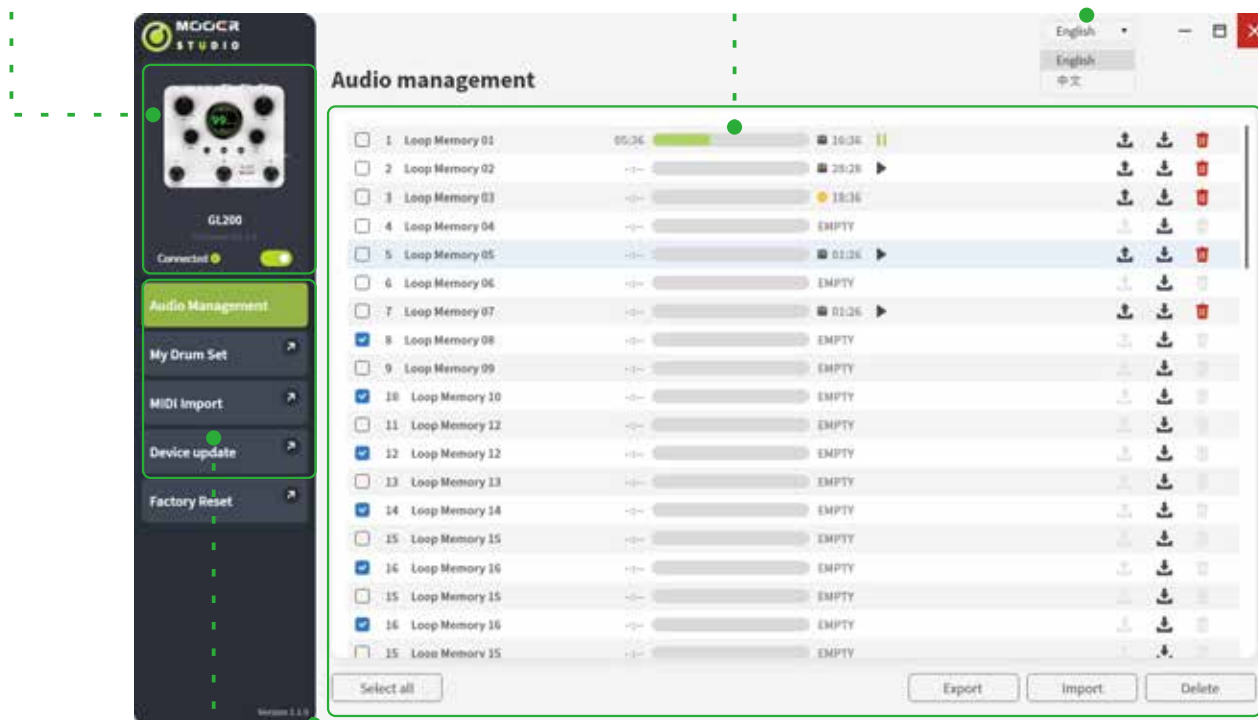 MOOER
STUDIO
English
English
中文
Audio management
99
GL200
Connected
Audio Management
My Drum Set
MIDI Import
Device update
Factory Reset
1 Loop Memory 01 05:36 16:36
2 Loop Memory 02 --:-- 28:28
3 Loop Memory 03 --:-- 18:36
4 Loop Memory 04 --:-- EMPTY
5 Loop Memory 05 --:-- 01:26
6 Loop Memory 06 --:-- EMPTY
7 Loop Memory 07 --:-- 01:26
8 Loop Memory 08 --:-- EMPTY
9 Loop Memory 09 --:-- EMPTY
10 Loop Memory 10 --:-- EMPTY
11 Loop Memory 12 --:-- EMPTY
12 Loop Memory 12 --:-- EMPTY
13 Loop Memory 13 --:-- EMPTY
14 Loop Memory 14 --:-- EMPTY
15 Loop Memory 15 --:-- EMPTY
16 Loop Memory 16 --:-- EMPTY
15 Loop Memory 15 --:-- EMPTY
16 Loop Memory 16 --:-- EMPTY
15 Loop Memory 15 --:-- EMPTY
Select all
Export
Import
Delete